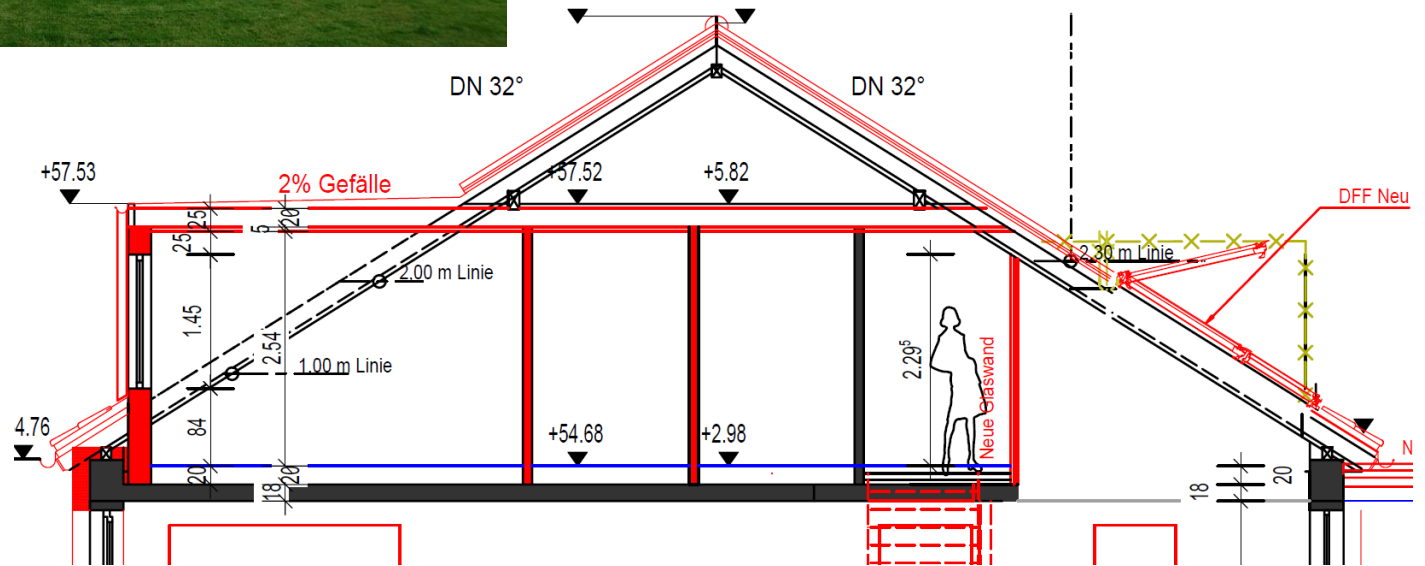 DN 32°
DN 32°
+57.53
2% Gefälle
+57.52
+5.82
DFF Neu
25
20
5
25
2.30 m Linie
2.00 m Linie
1.45
2.54
2.29⁵
1.00 m Linie
Neue Glaswand
4.76
84
+54.68
+2.98
N
20
20
18
18
20